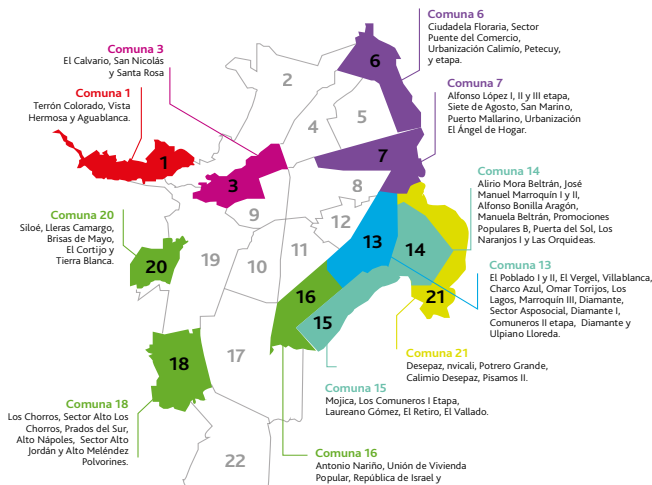 Comuna 6
Ciudadela Floraria, Sector
Puente del Comercio,
Urbanización Calimío, Petecuy,
y etapa.
Comuna 3
El Calvario, San Nicolás
y Santa Rosa
Comuna 7
Alfonso López I, II y III etapa,
Siete de Agosto, San Marino,
Puerto Mallarino, Urbanización
El Ángel de Hogar.
Comuna 1
Terrón Colorado, Vista
Hermosa y Aguablanca.
Comuna 14
Alirio Mora Beltrán, José
Manuel Marroquín I y II,
Alfonso Bonilla Aragón,
Manuela Beltrán, Promociones
Populares B, Puerta del Sol, Los
Naranjos I y Las Orquideas.
Comuna 20
Siloé, Lleras Camargo,
Brisas de Mayo,
El Cortijo y
Tierra Blanca.
Comuna 13
El Poblado I y II, El Vergel, Villablanca,
Charco Azul, Omar Torrijos, Los
Lagos, Marroquín III, Diamante,
Sector Asposocial, Diamante I,
Comuneros II etapa, Diamante y
Ulpiano Lloreda.
Comuna 21
Desepaz, nvicali, Potrero Grande,
Calimio Desepaz, Pisamos II.
Comuna 15
Mojica, Los Comuneros I Etapa,
Laureano Gómez, El Retiro, El Vallado.
Comuna 18
Los Chorros, Sector Alto Los
Chorros, Prados del Sur,
Alto Nápoles, Sector Alto
Jordán y Alto Meléndez
Polvorines.
Comuna 16
Antonio Nariño, Unión de Vivienda
Popular, República de Israel y
6
2
5
4
7
1
3
8
9
12
13
14
11
19
10
20
16
21
15
17
18
22